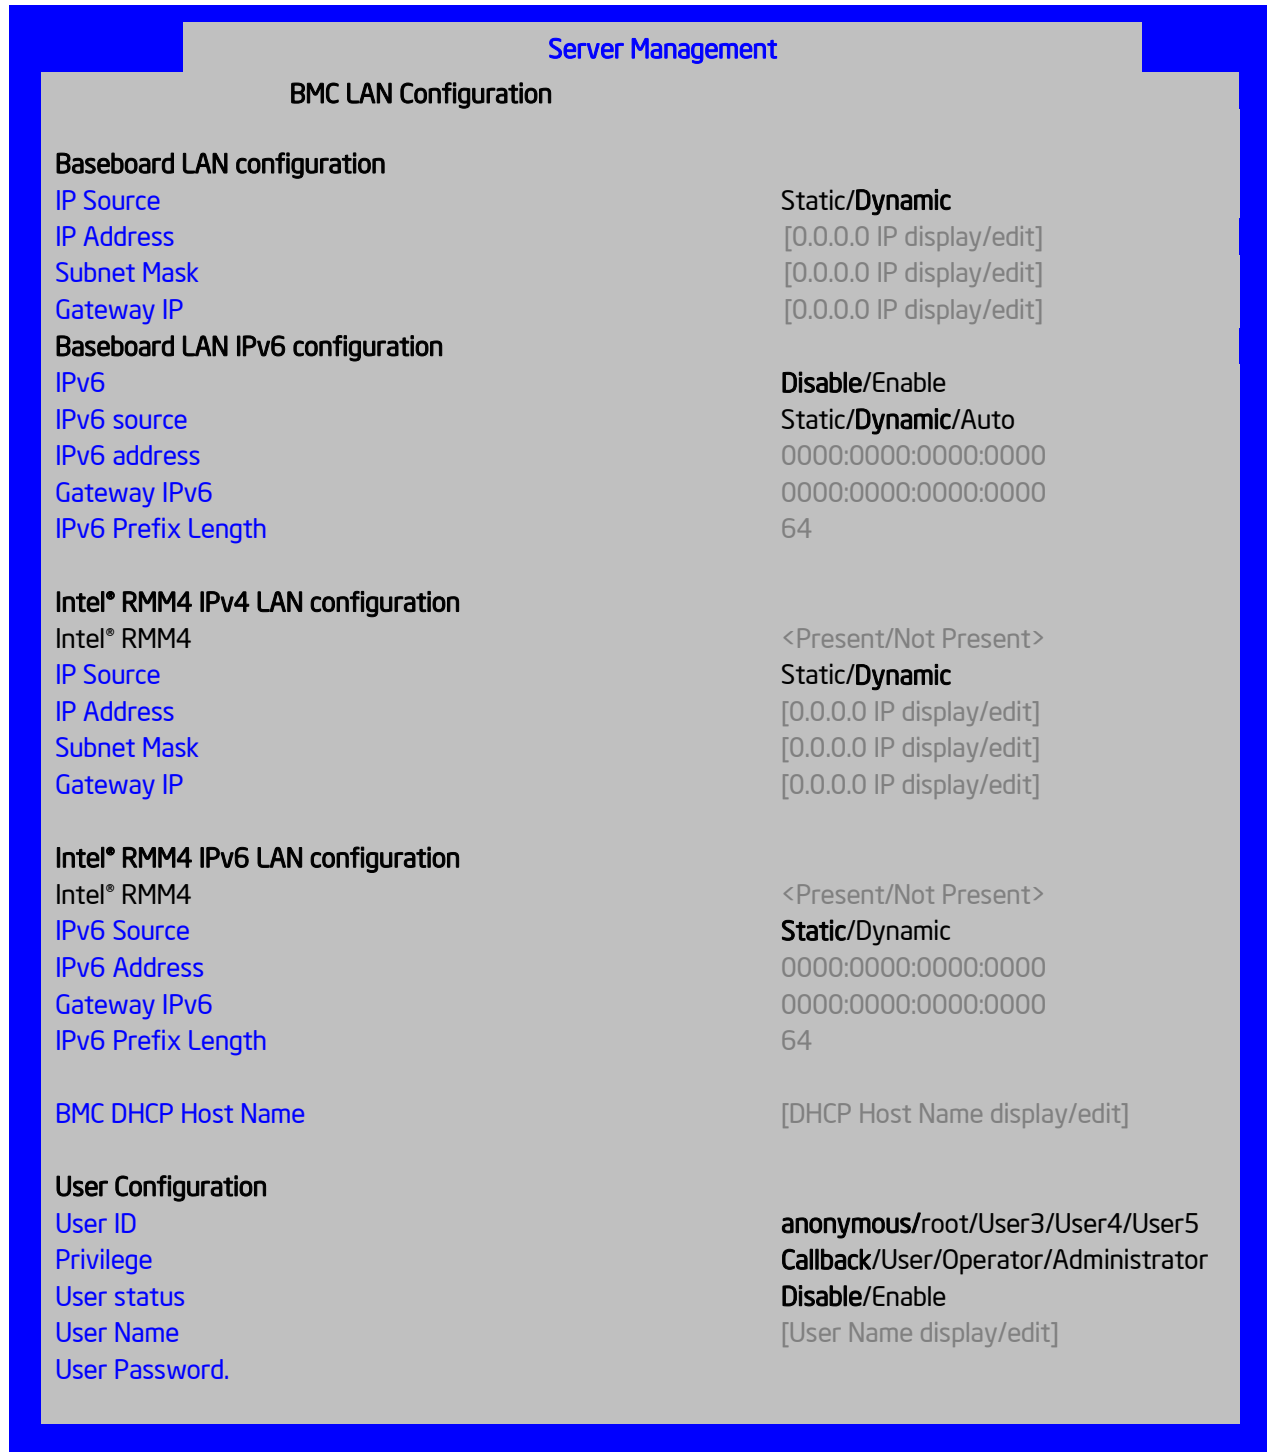 Server Management
BMC LAN Configuration
Baseboard LAN configuration
IP Source Static/Dynamic
IP Address [0.0.0.0 IP display/edit]
Subnet Mask [0.0.0.0 IP display/edit]
Gateway IP [0.0.0.0 IP display/edit]
Baseboard LAN IPv6 configuration
IPv6 Disable/Enable
IPv6 source Static/Dynamic/Auto
IPv6 address 0000:0000:0000:0000
Gateway IPv6 0000:0000:0000:0000
IPv6 Prefix Length 64
Intel® RMM4 IPv4 LAN configuration
Intel® RMM4 <Present/Not Present>
IP Source Static/Dynamic
IP Address [0.0.0.0 IP display/edit]
Subnet Mask [0.0.0.0 IP display/edit]
Gateway IP [0.0.0.0 IP display/edit]
Intel® RMM4 IPv6 LAN configuration
Intel® RMM4 <Present/Not Present>
IPv6 Source Static/Dynamic
IPv6 Address 0000:0000:0000:0000
Gateway IPv6 0000:0000:0000:0000
IPv6 Prefix Length 64
BMC DHCP Host Name [DHCP Host Name display/edit]
User Configuration
User ID anonymous/root/User3/User4/User5
Privilege Callback/User/Operator/Administrator
User status Disable/Enable
User Name [User Name display/edit]
User Password.